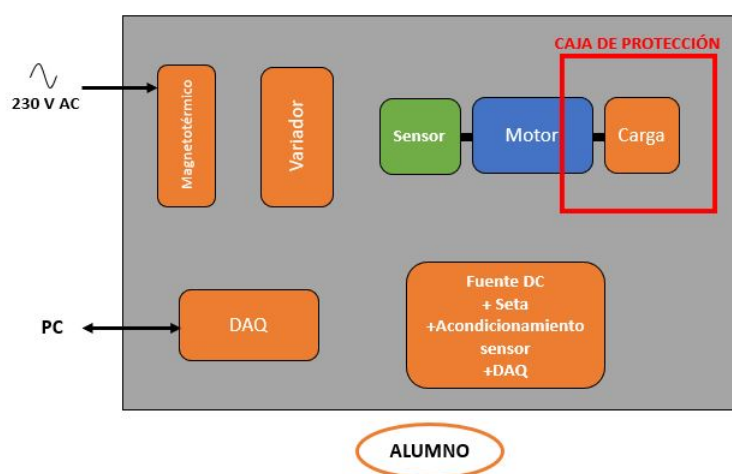 CAJA DE PROTECCIÓN
230 V AC
Magnetotérmico
Variador
Sensor
Motor
Carga
PC
DAQ
Fuente DC
+ Seta
+Acondicionamiento
sensor
+DAQ
ALUMNO